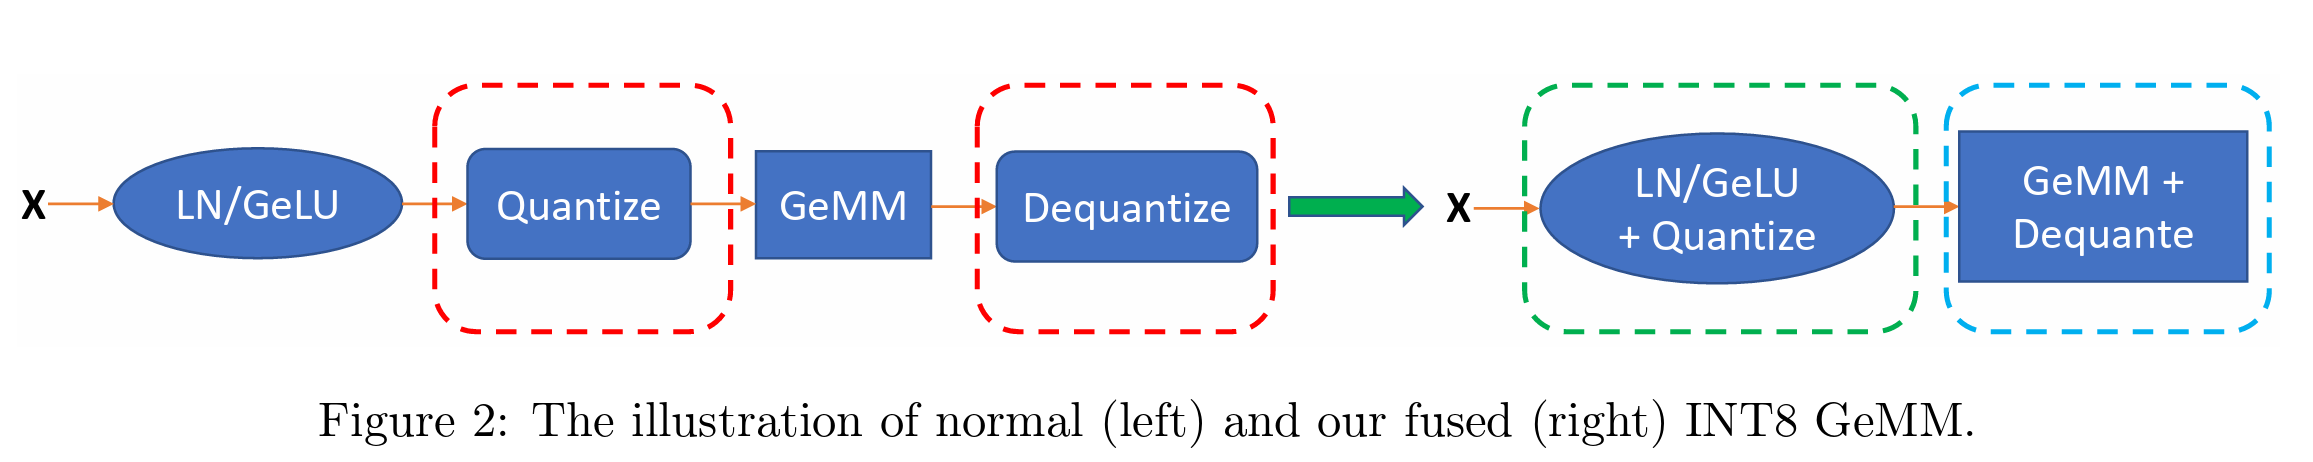 X
LN/GeLU
Quantize
GeMM
Dequantize
X
LN/GeLU
+ Quantize
GeMM +
Dequante
Figure 2: The illustration of normal (left) and our fused (right) INT8 GeMM.